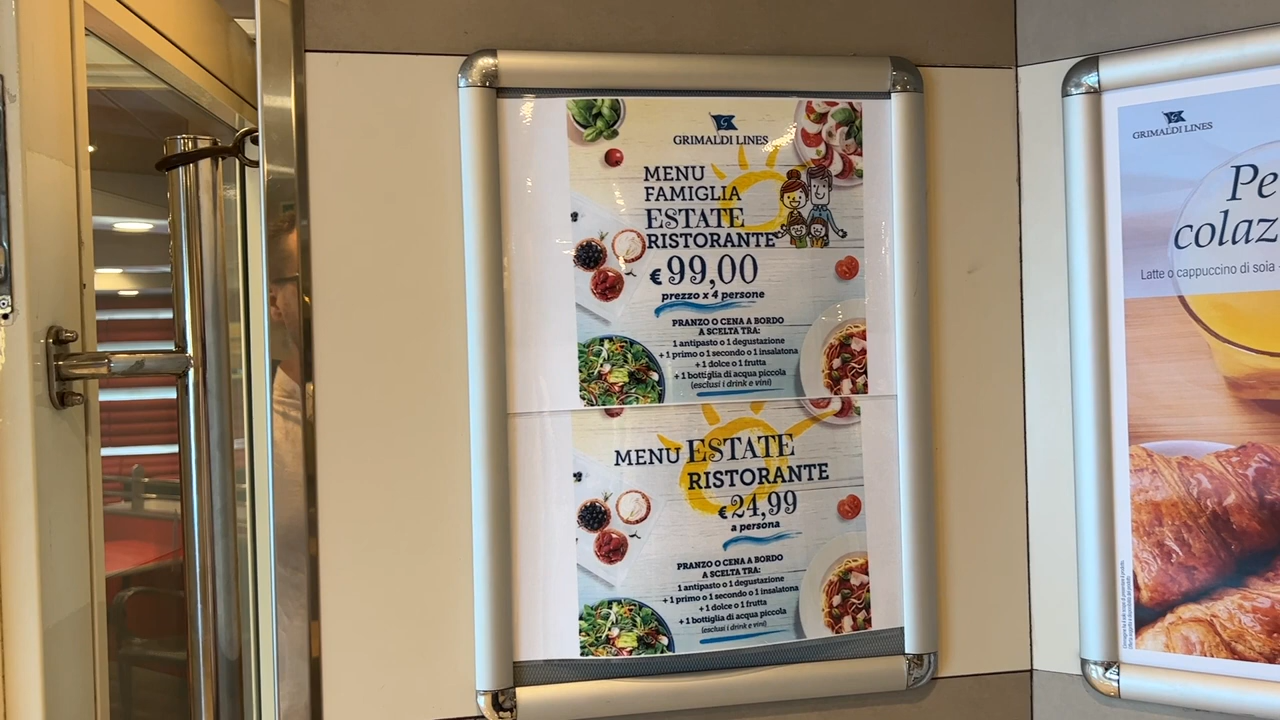 GRIMALDI LINES
MENU
FAMIGLIA
ESTATE
RISTORANTE
€99,00
prezzo x 4 persone
PRANZO O CENA A BORDO
A SCELTA TRA:
1 antipasto o 1 degustazione
+ 1 primo o 1 secondo o 1 insalatona
+ 1 dolce o 1 frutta
+ 1 bottiglia di acqua piccola
(esclusi i drink e vini)
MENU ESTATE
RISTORANTE
€24,99
a persona
PRANZO O CENA A BORDO
A SCELTA TRA:
1 antipasto o 1 degustazione
+ 1 primo o 1 secondo o 1 insalatona
+ 1 dolce o 1 frutta
+ 1 bottiglia di acqua piccola
(esclusi i drink e vini)
GRIMALDI LINES
Pe
colaz
Latte o cappuccino di soia